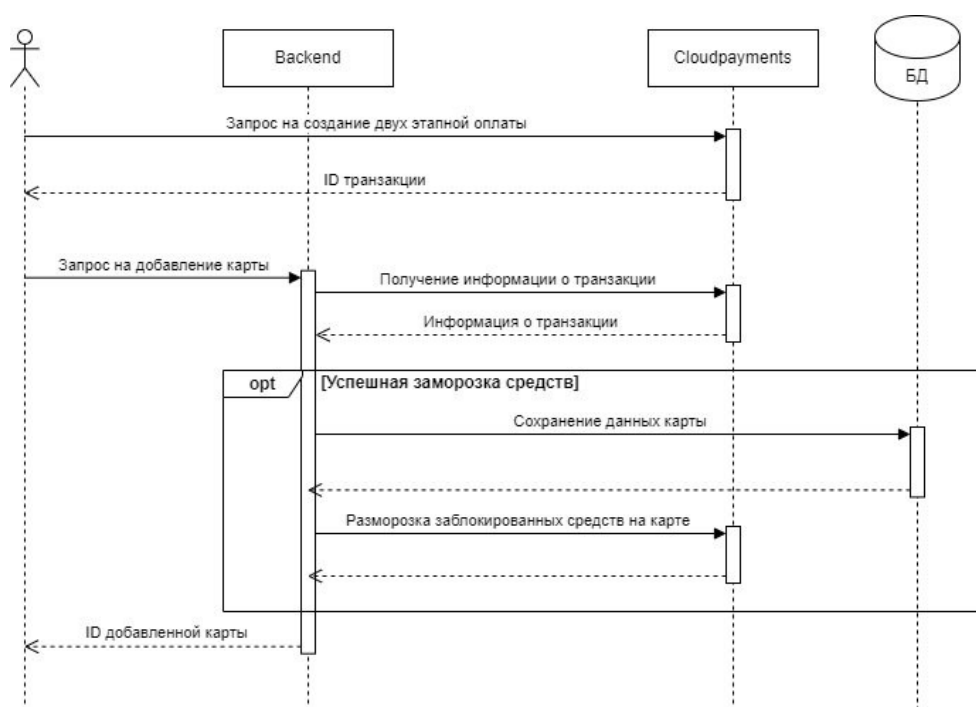 Backend
Cloudpayments
БД
Запрос на создание двух этапной оплаты
ID транзакции
Запрос на добавление карты
Получение информации о транзакции
Информация о транзакции
opt
[Успешная заморозка средств]
Сохранение данных карты
Разморозка заблокированных средств на карте
ID добавленной карты